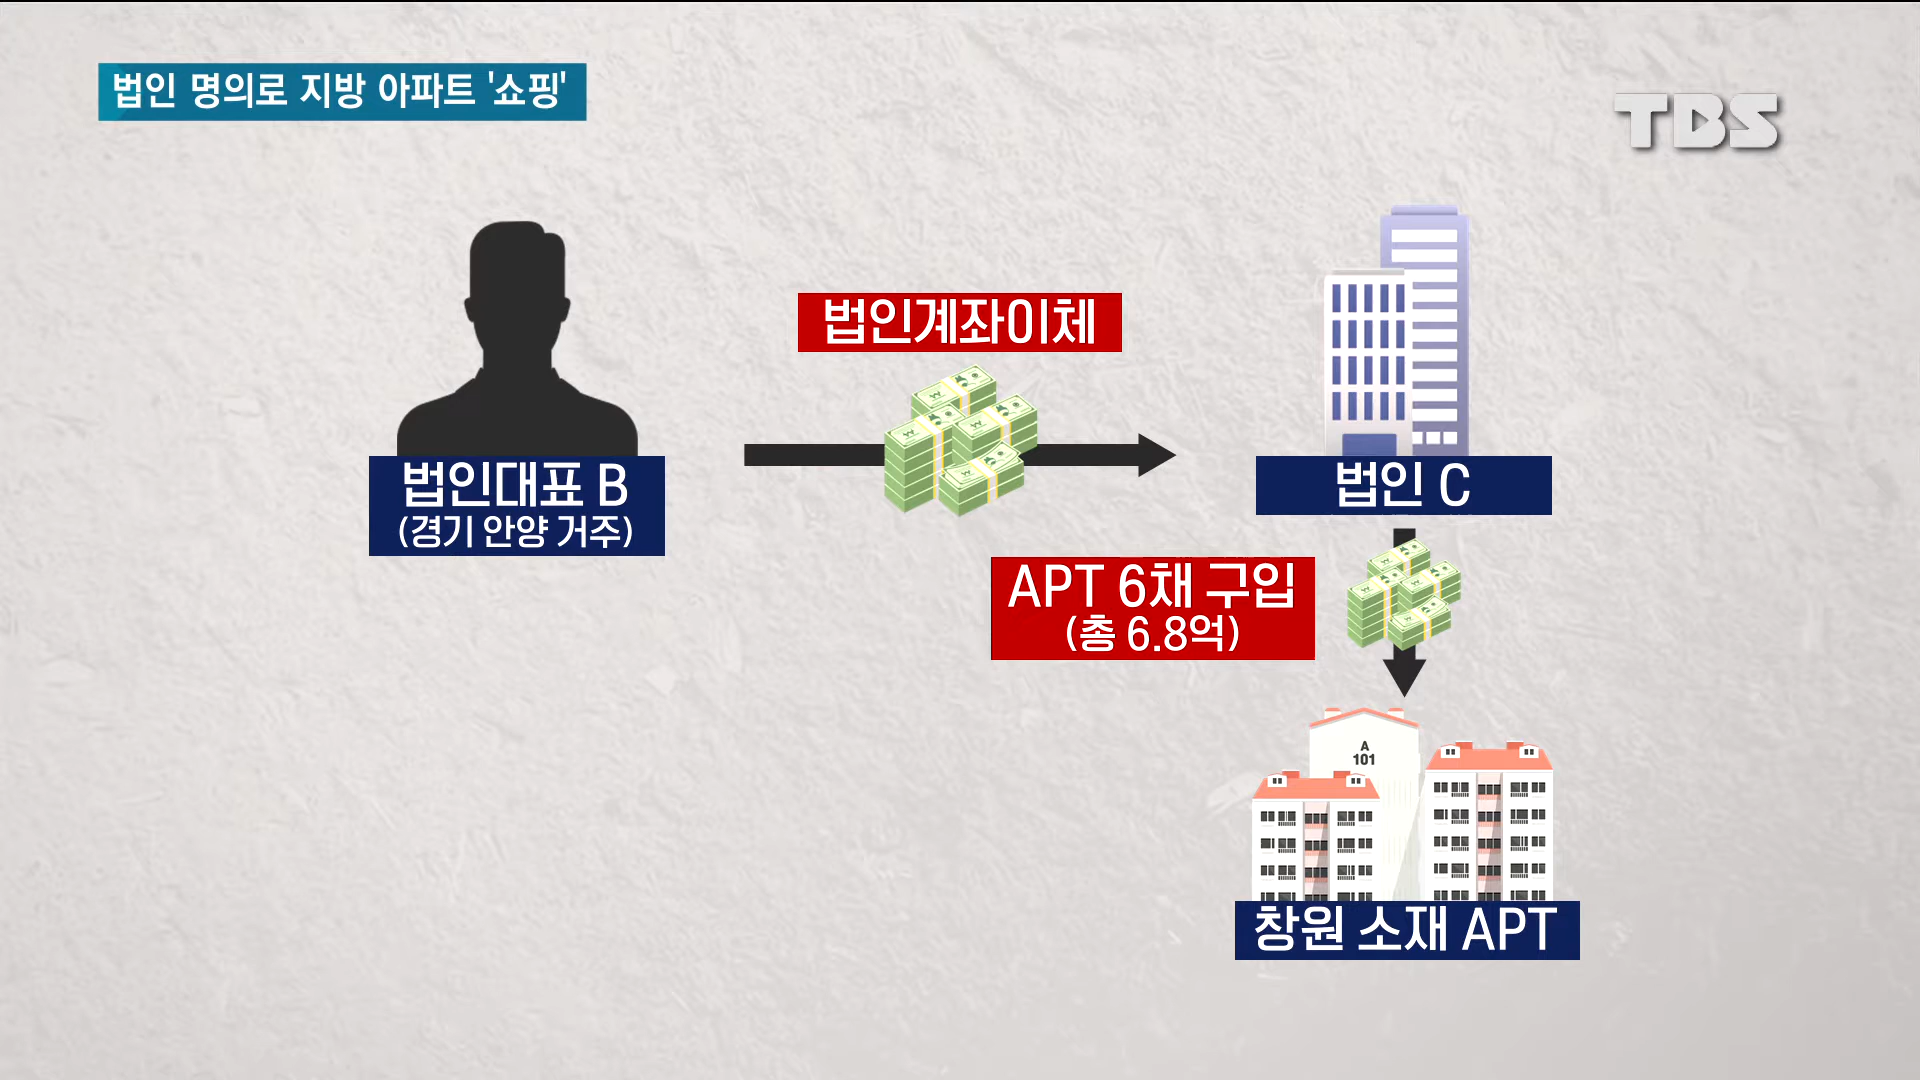 법인 명의로 지방 아파트 '쇼핑'
TBS
법인계좌이체
법인대표 B
(경기 안양 거주)
법인 C
APT 6채 구입
(총 6.8억)
A
101
창원 소재 APT